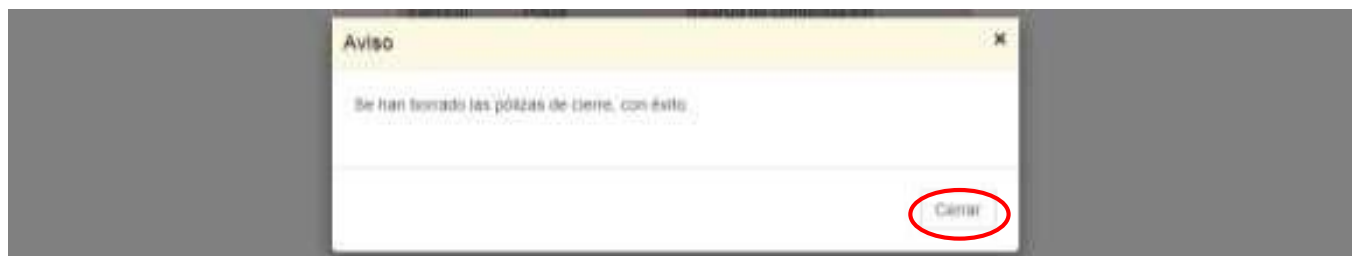 Aviso ×
Se han borrado las pólizas de cierre, con éxito.
Cerrar